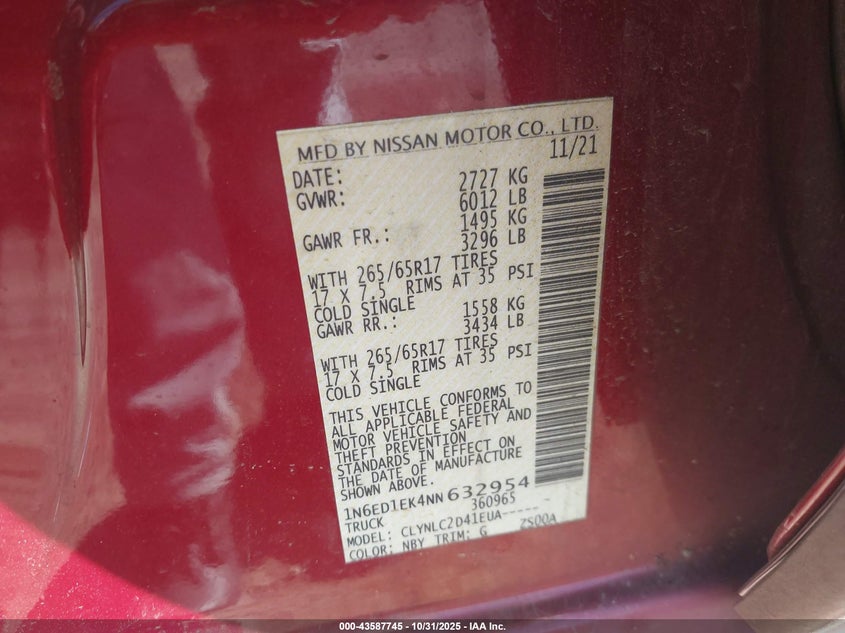 MFD BY NISSAN MOTOR CO., LTD.
DATE: 11/21
GVWR: 2727 KG
6012 LB
GAWR FR.: 1495 KG
3296 LB
WITH 265/65R17 TIRES
17 X 7.5 RIMS AT 35 PSI
COLD SINGLE
GAWR RR.: 1558 KG
3434 LB
WITH 265/65R17 TIRES
17 X 7.5 RIMS AT 35 PSI
COLD SINGLE
THIS VEHICLE CONFORMS TO
ALL APPLICABLE FEDERAL
MOTOR VEHICLE SAFETY AND
THEFT PREVENTION
STANDARDS IN EFFECT ON
THE DATE OF MANUFACTURE
SHOWN ABOVE.
1N6ED1EK4NN632954
TRUCK 360965
MODEL: CLYNLC2D41EUA-----
COLOR: NBY TRIM: G ZS00A
000-43587745 - 10/31/2025 - IAA Inc.